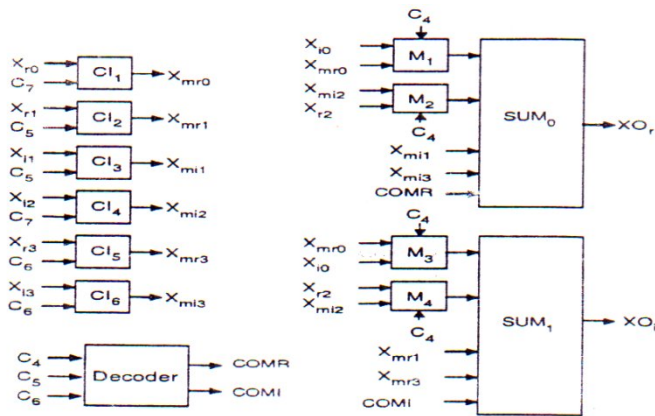 X_r0
C_7
CI_1
X_mr0
X_r1
C_5
CI_2
X_mr1
X_i1
C_5
CI_3
X_mi1
X_i2
C_7
CI_4
X_mi2
X_r3
C_6
CI_5
X_mr3
X_i3
C_6
CI_6
X_mi3
C_4
C_5
C_6
Decoder
COMR
COMI
C_4
X_i0
X_mr0
M_1
X_mi2
X_r2
M_2
C_4
X_mi1
X_mi3
COMR
SUM_0
XO_r
C_4
X_mr0
X_i0
M_3
X_r2
X_mi2
M_4
C_4
X_mr1
X_mr3
COMI
SUM_1
XO_i